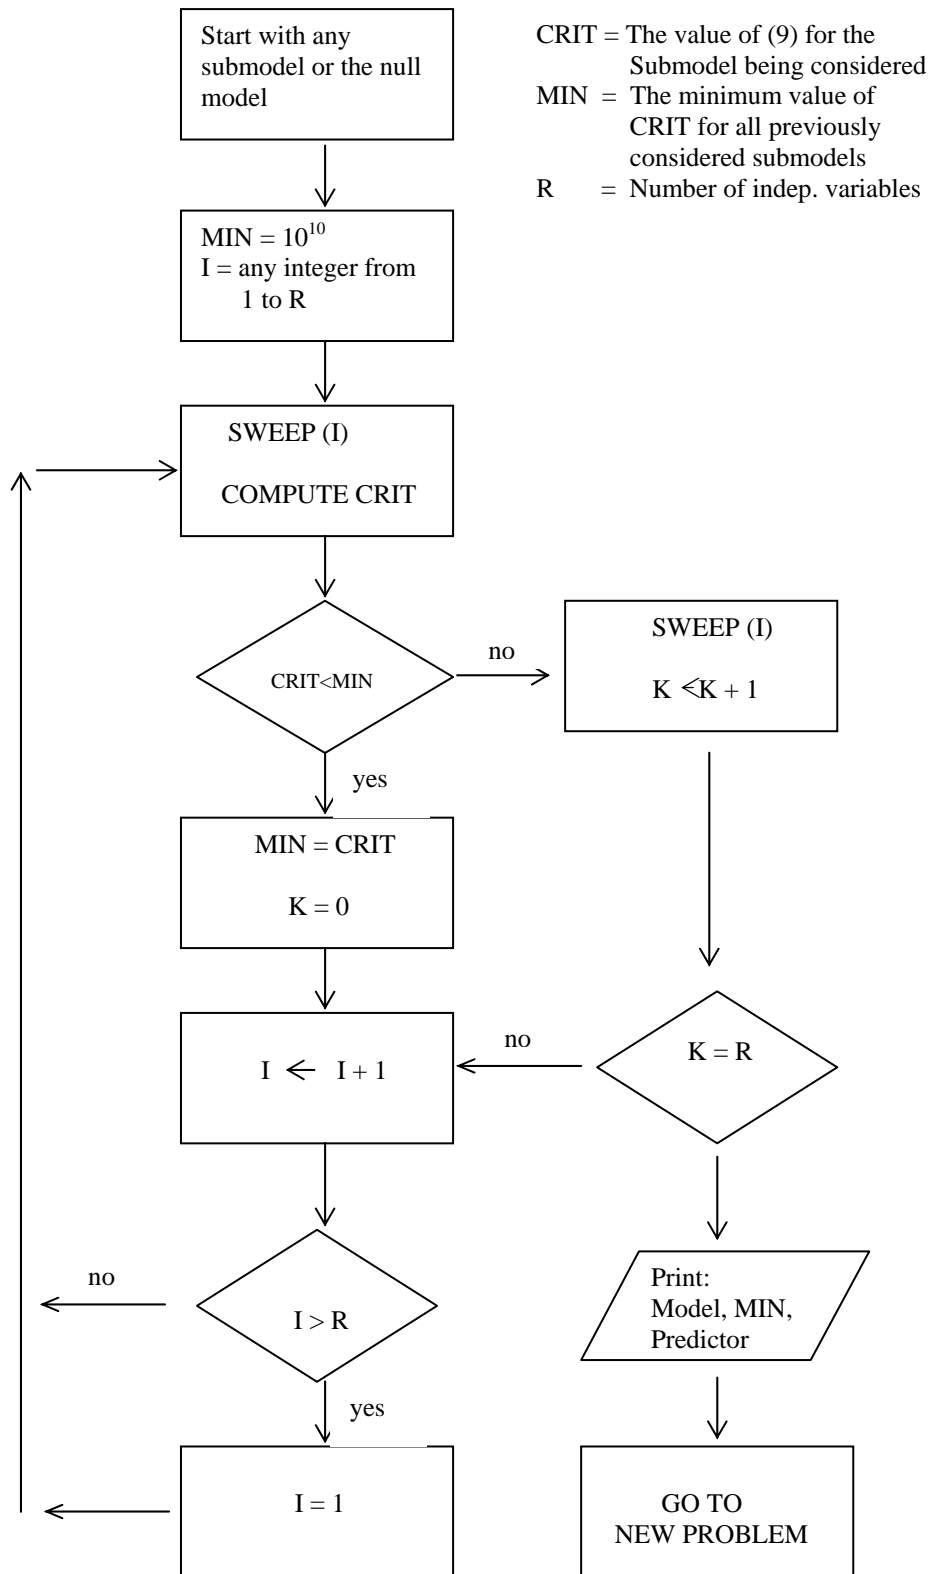 Start with any
submodel or the null
model
CRIT = The value of (9) for the
Submodel being considered
MIN = The minimum value of
CRIT for all previously
considered submodels
R = Number of indep. variables
MIN = 10^10
I = any integer from
1 to R
SWEEP (I)
COMPUTE CRIT
CRIT<MIN
no
SWEEP (I)
K ← K + 1
yes
MIN = CRIT
K = 0
I ← I + 1
no
K = R
I > R
no
Print:
Model, MIN,
Predictor
yes
I = 1
GO TO
NEW PROBLEM